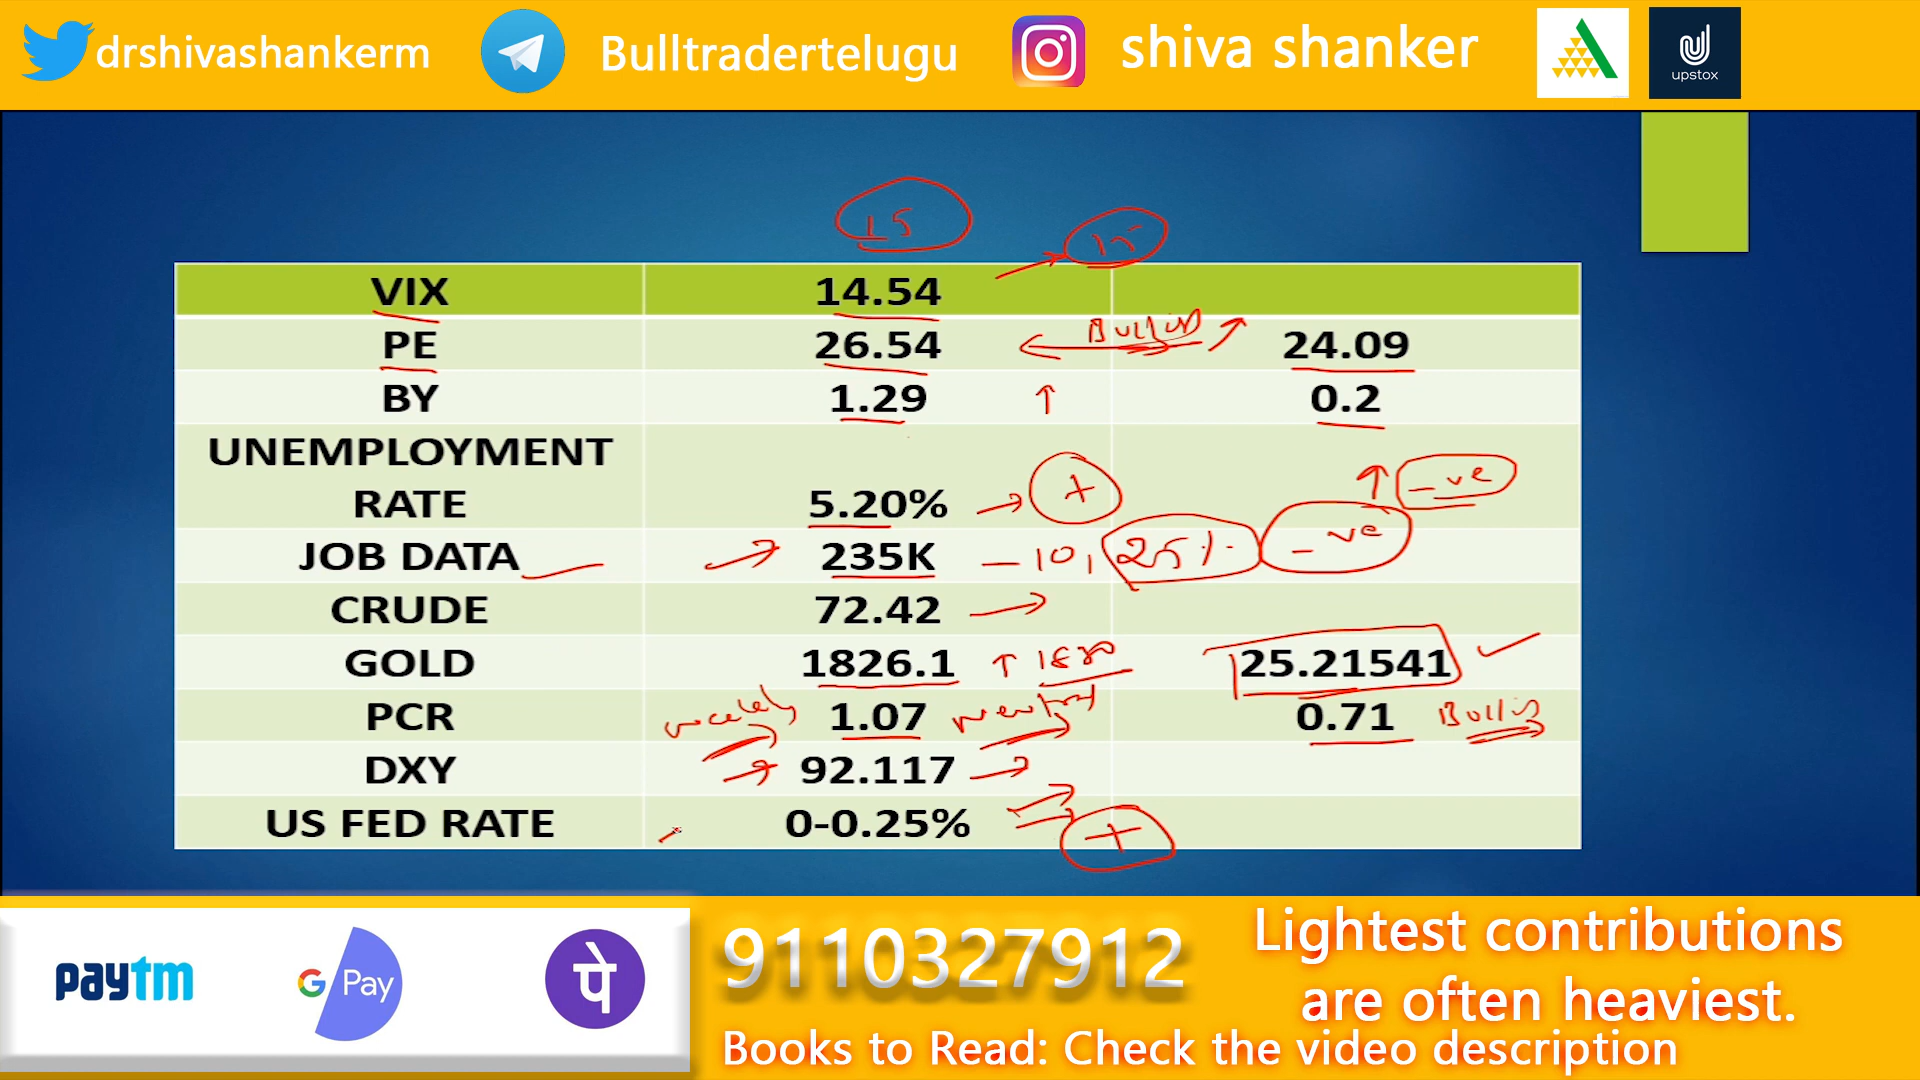 drshivashankerm Bulltradertelugu shiva shanker
upstox
15 15
VIX 14.54
PE 26.54 Bullish 24.09
BY 1.29 0.2
UNEMPLOYMENT
RATE 5.20% + -ve
JOB DATA 235K -10, 25% -ve
CRUDE 72.42
GOLD 1826.1 25.21541
PCR weekly 1.07 Neutral 0.71 Bullish
DXY 92.117
US FED RATE 0-0.25% +
paytm G Pay पे
9110327912
Lightest contributions
are often heaviest.
Books to Read: Check the video description